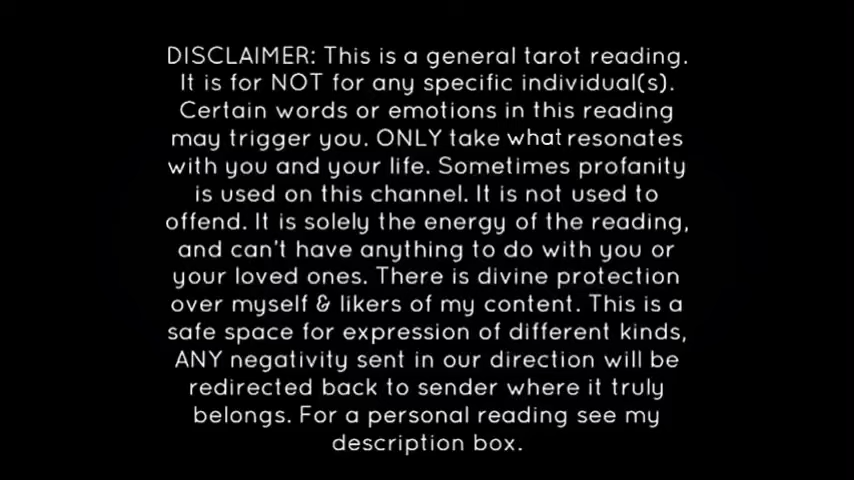 DISCLAIMER: This is a general tarot reading.
It is for NOT for any specific individual(s).
Certain words or emotions in this reading
may trigger you. ONLY take what resonates
with you and your life. Sometimes profanity
is used on this channel. It is not used to
offend. It is solely the energy of the reading,
and can't have anything to do with you or
your loved ones. There is divine protection
over myself & likers of my content. This is a
safe space for expression of different kinds,
ANY negativity sent in our direction will be
redirected back to sender where it truly
belongs. For a personal reading see my
description box.